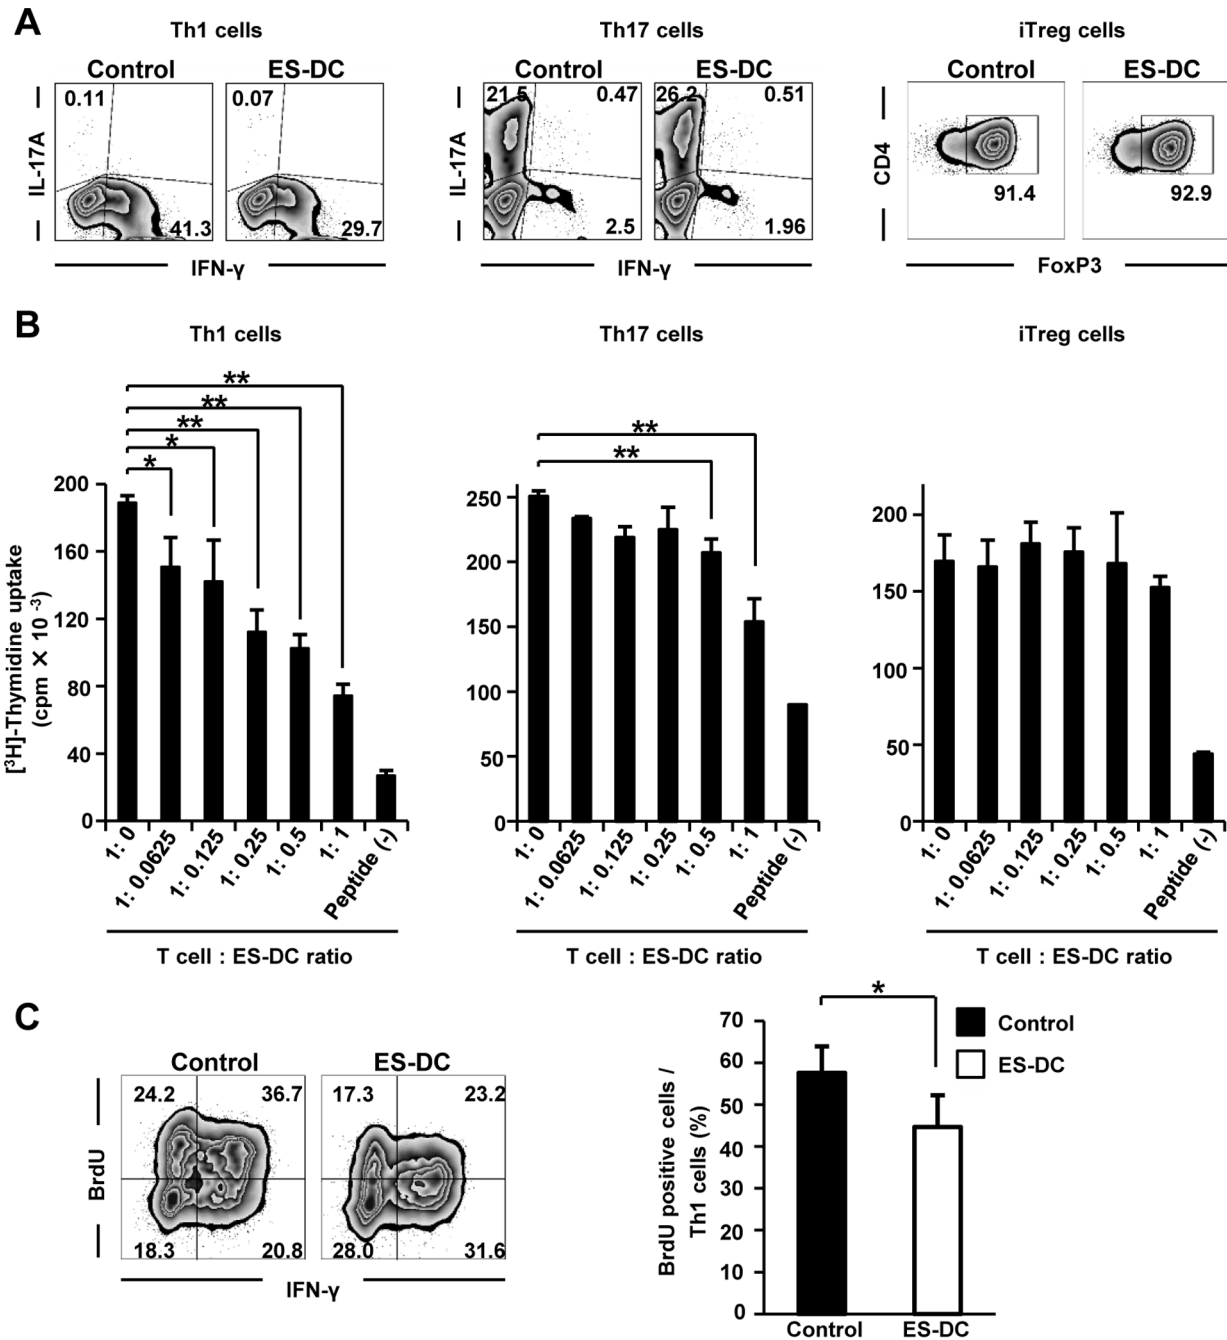 A
Th1 cells
Th17 cells
iTreg cells
Control
ES-DC
Control
ES-DC
Control
ES-DC
0.11
0.07
21.5
0.47
26.2
0.51
IL-17A
IL-17A
CD4
41.3
29.7
2.5
1.96
91.4
92.9
IFN-γ
IFN-γ
FoxP3
B
Th1 cells
Th17 cells
iTreg cells
**
**
**
*
*
**
**
[³H]-Thymidine uptake
(cpm × 10 -3)
200
160
120
80
40
0
250
200
150
100
50
0
200
150
100
50
0
1: 0
1: 0.0625
1: 0.125
1: 0.25
1: 0.5
1: 1
Peptide (-)
1: 0
1: 0.0625
1: 0.125
1: 0.25
1: 0.5
1: 1
Peptide (-)
1: 0
1: 0.0625
1: 0.125
1: 0.25
1: 0.5
1: 1
Peptide (-)
T cell : ES-DC ratio
T cell : ES-DC ratio
T cell : ES-DC ratio
C
Control
ES-DC
24.2
36.7
17.3
23.2
BrdU
18.3
20.8
28.0
31.6
IFN-γ
*
Control
ES-DC
BrdU positive cells /
Th1 cells (%)
70
60
50
40
30
20
10
0
Control
ES-DC